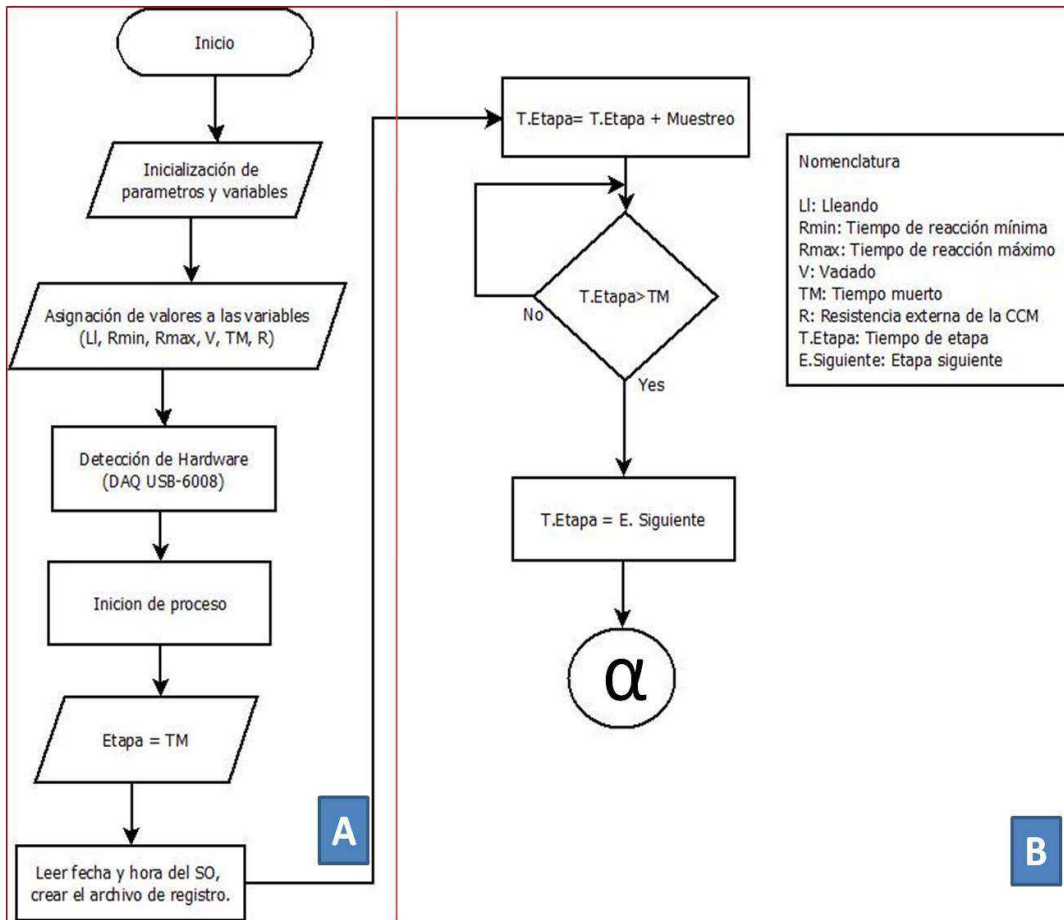 Inicio
Inicialización de
parametros y variables
Asignación de valores a las variables
(Ll, Rmin, Rmax, V, TM, R)
Detección de Hardware
(DAQ USB-6008)
Inicion de proceso
Etapa = TM
Leer fecha y hora del SO,
crear el archivo de registro.
A
T.Etapa= T.Etapa + Muestreo
T.Etapa>TM
No
Yes
T.Etapa = E. Siguiente
α
Nomenclatura
Ll: Lleando
Rmin: Tiempo de reacción mínima
Rmax: Tiempo de reacción máximo
V: Vaciado
TM: Tiempo muerto
R: Resistencia externa de la CCM
T.Etapa: Tiempo de etapa
E.Siguiente: Etapa siguiente
B